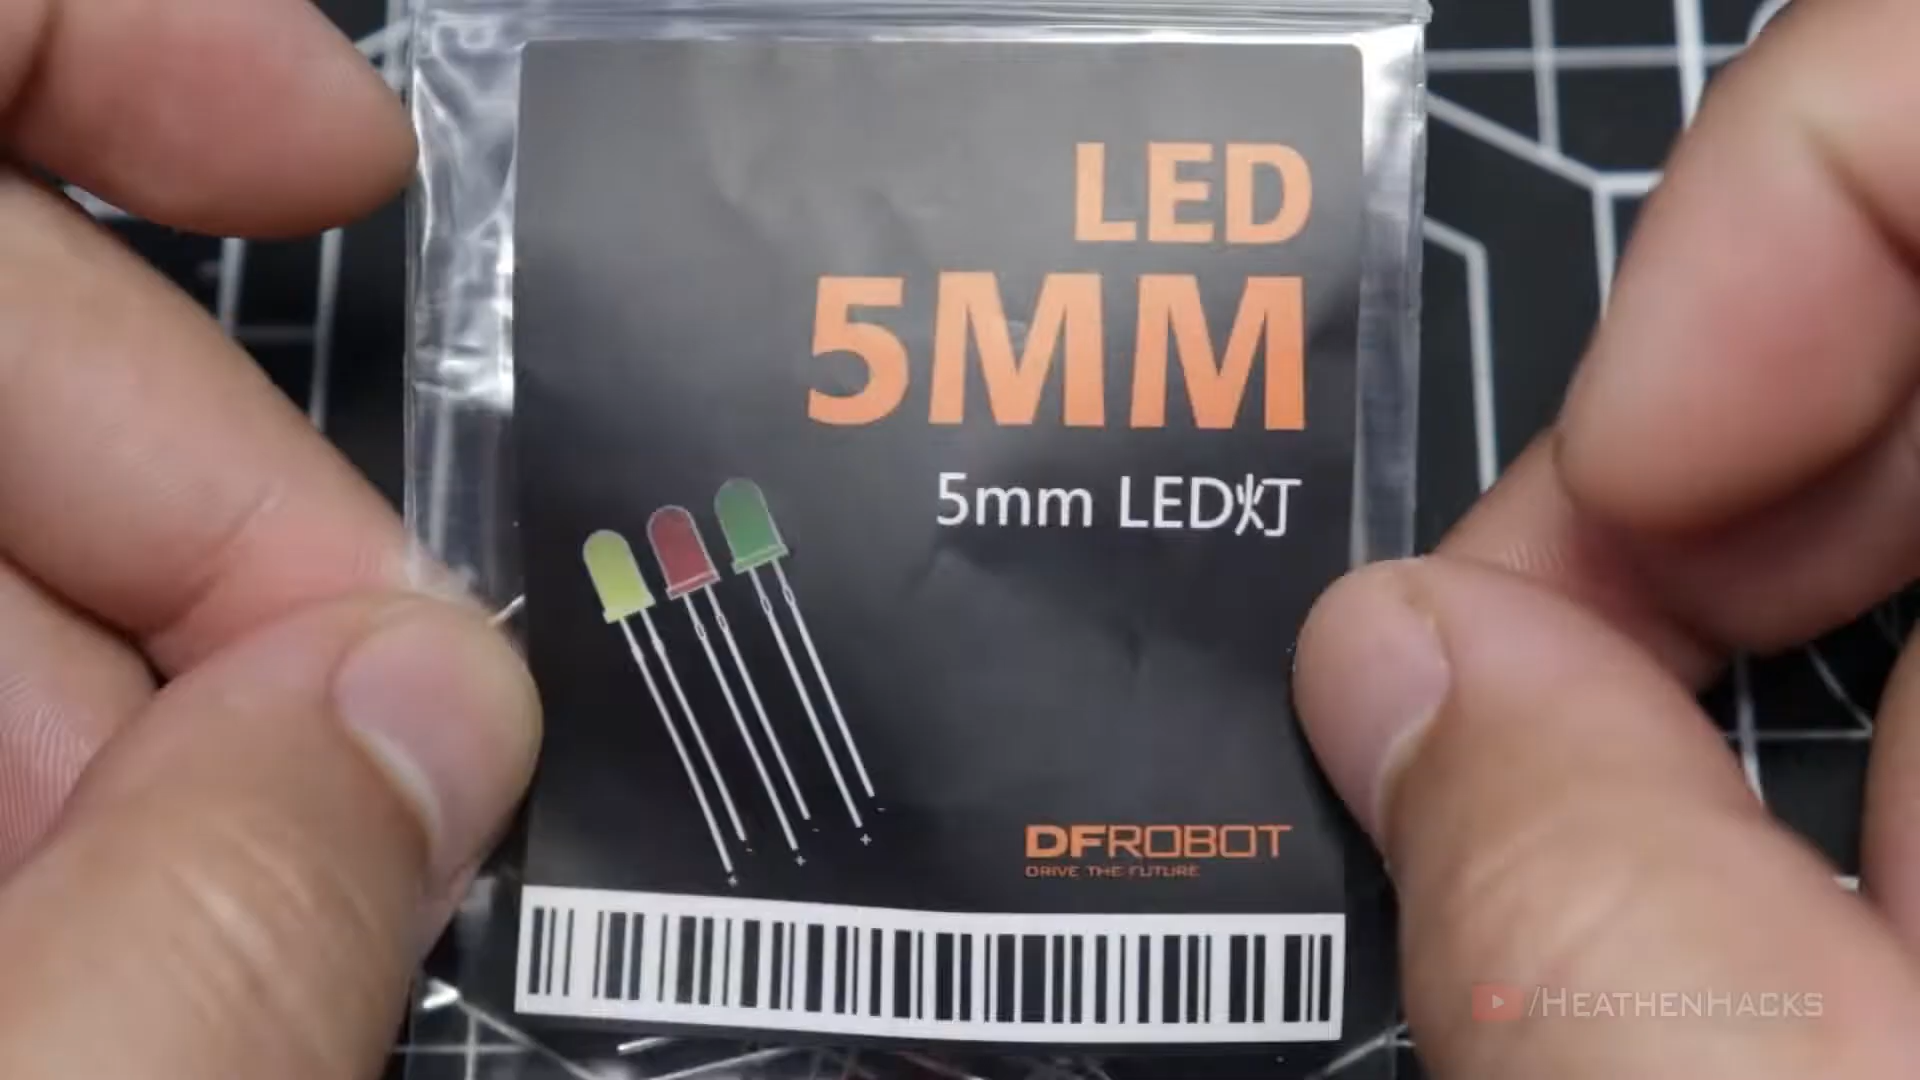 LED
5MM
5mm LED灯
DFROBOT
DRIVE THE FUTURE
/HEATHENHACKS